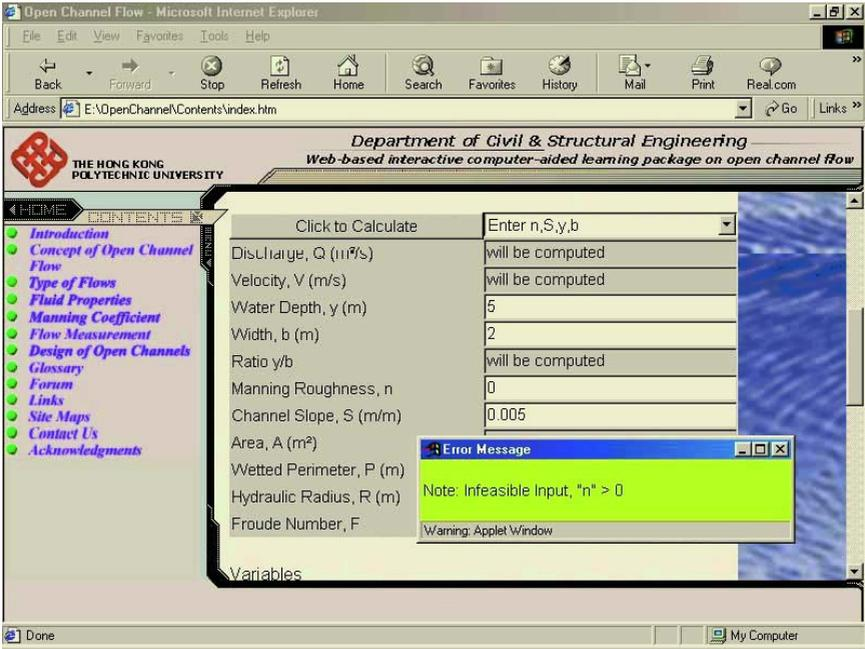 Open Channel Flow - Microsoft Internet Explorer
File Edit View Favorites Tools Help
Back Forward Stop Refresh Home Search Favorites History Mail Print Real.com »
Address E:\OpenChannel\Contents\index.htm Go Links »
THE HONG KONG
POLYTECHNIC UNIVERSITY
Department of Civil & Structural Engineering
Web-based interactive computer-aided learning package on open channel flow
HOME
CONTENTS
Introduction
Concept of Open Channel
Flow
Type of Flows
Fluid Properties
Manning Coefficient
Flow Measurement
Design of Open Channels
Glossary
Forum
Links
Site Maps
Contact Us
Acknowledgments
MENU
Click to Calculate Enter n,S,y,b
Discharge, Q (m³/s) will be computed
Velocity, V (m/s) will be computed
Water Depth, y (m) 5
Width, b (m) 2
Ratio y/b will be computed
Manning Roughness, n 0
Channel Slope, S (m/m) 0.005
Area, A (m²)
Wetted Perimeter, P (m)
Hydraulic Radius, R (m)
Froude Number, F
Variables
Error Message
Note: Infeasible Input, "n" > 0
Warning: Applet Window
Done My Computer